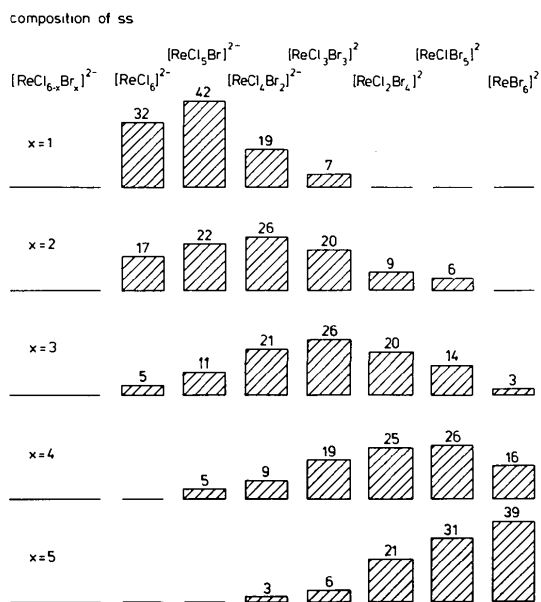 composition of ss
[ReCl₅Br]²⁻ [ReCl₃Br₃]² [ReClBr₅]²
[ReCl₆₋ₓBrₓ]²⁻ [ReCl₆]²⁻ [ReCl₄Br₂]²⁻ [ReCl₂Br₄]² [ReBr₆]²
x=1 32 42 19 7
x=2 17 22 26 20 9 6
x=3 5 11 21 26 20 14 3
x=4 5 9 19 25 26 16
x=5 3 6 21 31 39